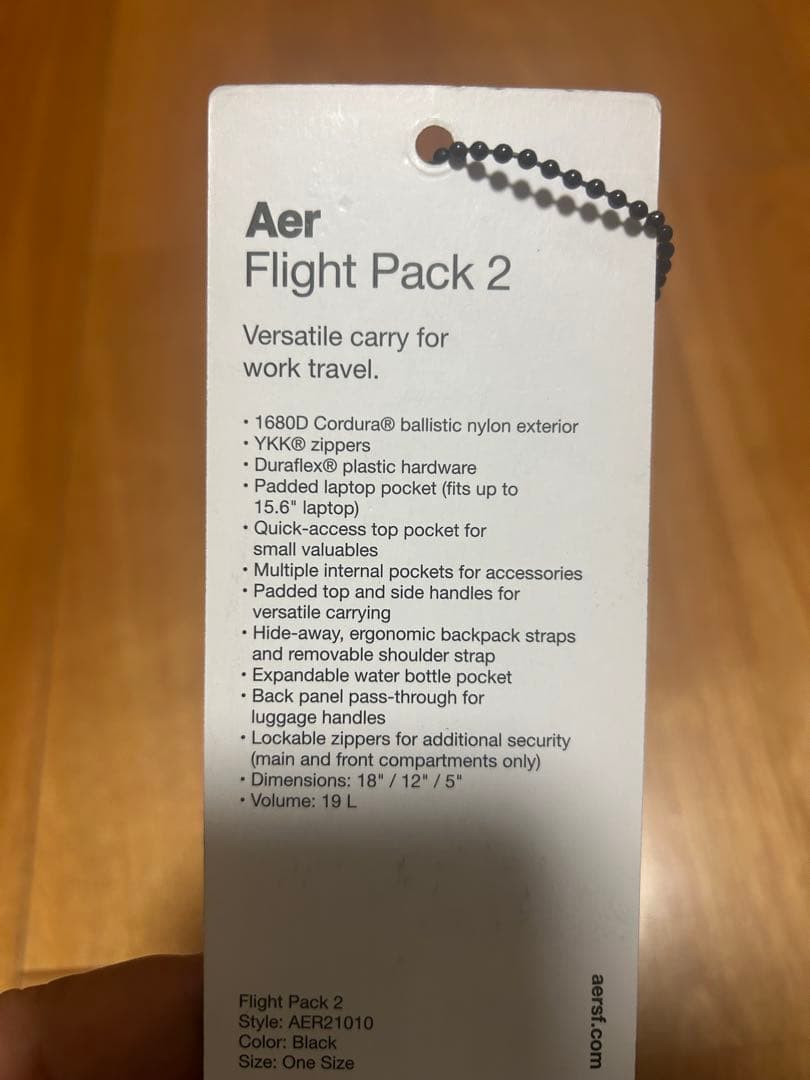 Aer
Flight Pack 2
Versatile carry for
work travel.
• 1680D Cordura® ballistic nylon exterior
• YKK® zippers
• Duraflex® plastic hardware
• Padded laptop pocket (fits up to
15.6" laptop)
• Quick-access top pocket for
small valuables
• Multiple internal pockets for accessories
• Padded top and side handles for
versatile carrying
• Hide-away, ergonomic backpack straps
and removable shoulder strap
• Expandable water bottle pocket
• Back panel pass-through for
luggage handles
• Lockable zippers for additional security
(main and front compartments only)
• Dimensions: 18" / 12" / 5"
• Volume: 19 L
Flight Pack 2
Style: AER21010
Color: Black
Size: One Size
aersf.com